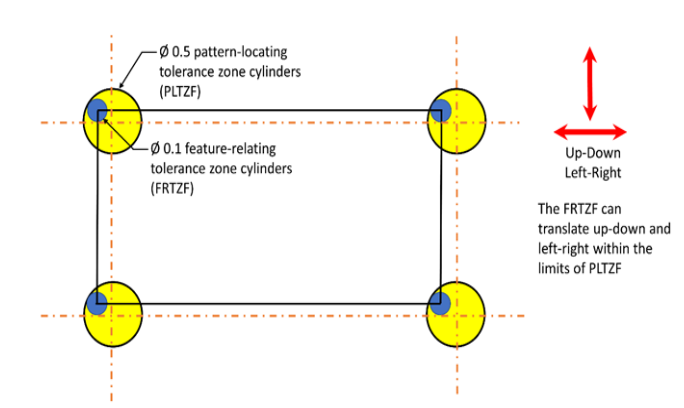 Ø 0.5 pattern-locating
tolerance zone cylinders
(PLTZF)
Ø 0.1 feature-relating
tolerance zone cylinders
(FRTZF)
Up-Down
Left-Right
The FRTZF can
translate up-down and
left-right within the
limits of PLTZF